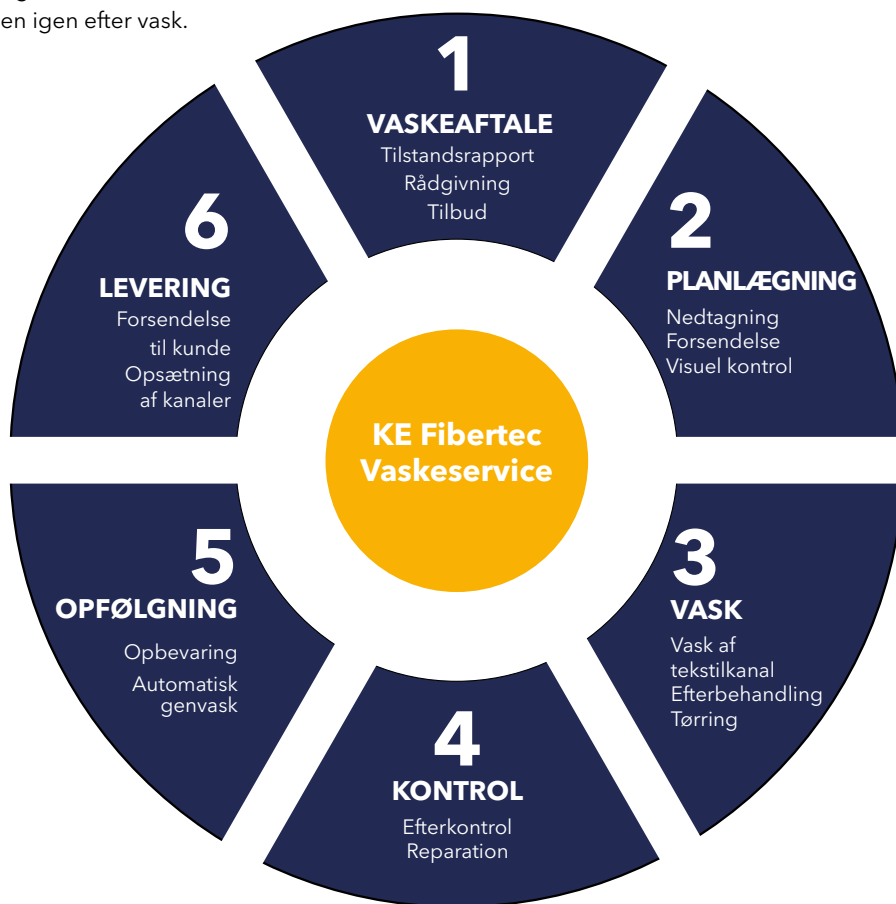 en igen efter vask.
1
VASKEAFTALE
Tilstandsrapport
Rådgivning
Tilbud
2
PLANLÆGNING
Nedtagning
Forsendelse
Visuel kontrol
3
VASK
Vask af
tekstilkanal
Efterbehandling
Tørring
4
KONTROL
Efterkontrol
Reparation
5
OPFØLGNING
Opbevaring
Automatisk
genvask
6
LEVERING
Forsendelse
til kunde
Opsætning
af kanaler
KE Fibertec
Vaskeservice